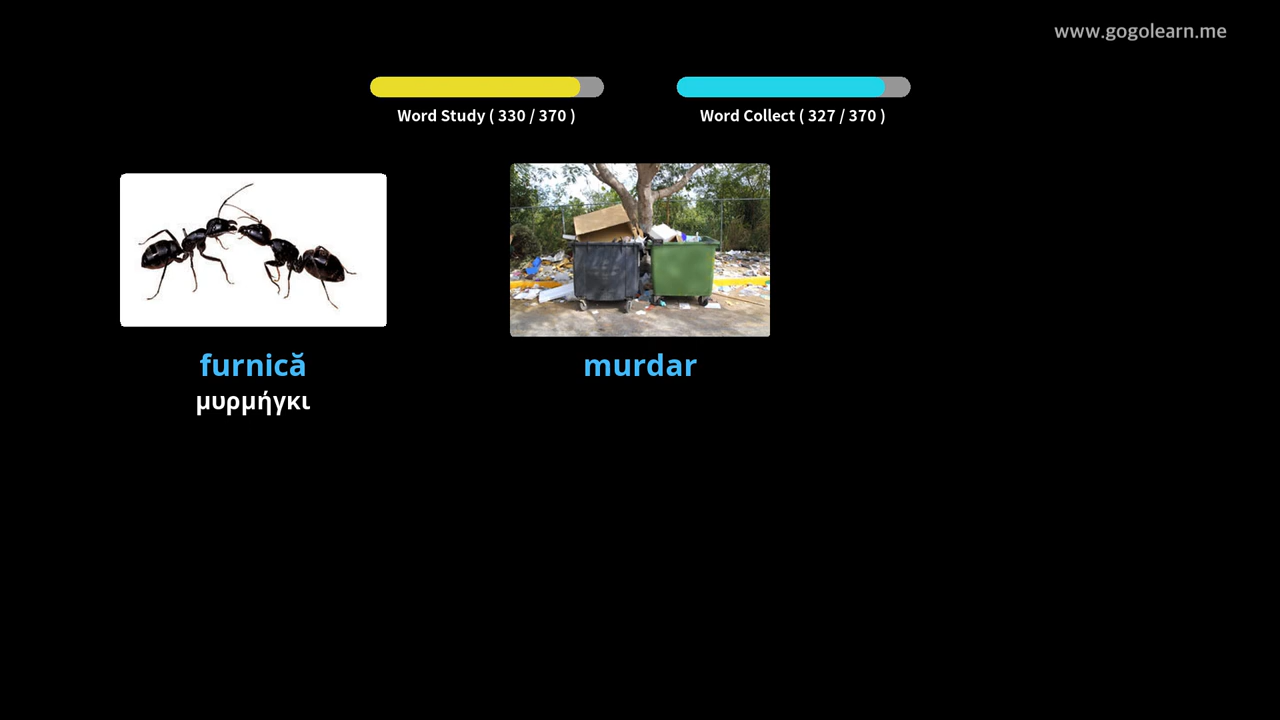 www.gogolearn.me
Word Study ( 330 / 370 )
Word Collect ( 327 / 370 )
furnică
μυρμήγκι
murdar